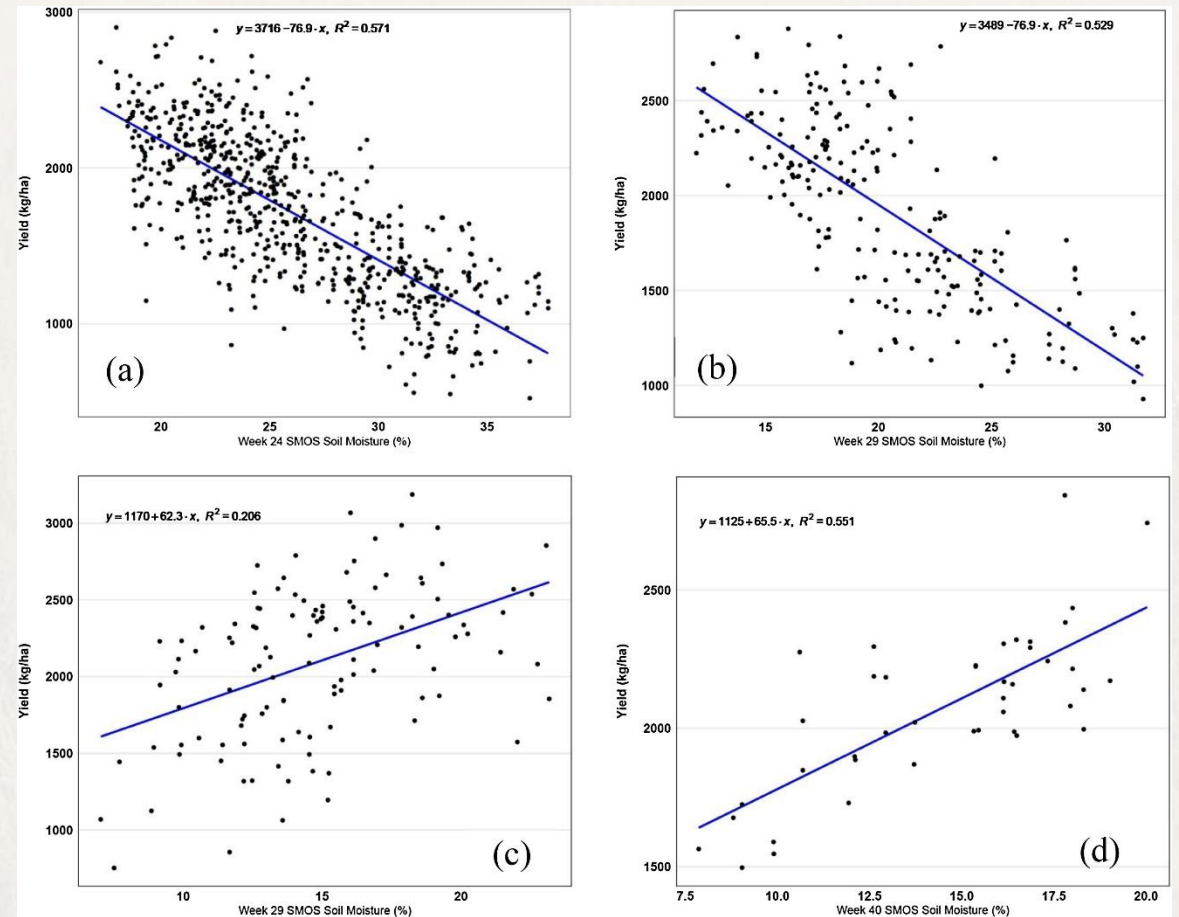 y = 3716 –76.9 · x, R² = 0.571
3000
2000
1000
Yield (kg/ha)
(a)
20 25 30 35
Week 24 SMOS Soil Moisture (%)
y = 3489 –76.9 · x, R² = 0.529
2500
2000
1500
1000
Yield (kg/ha)
(b)
15 20 25 30
Week 29 SMOS Soil Moisture (%)
y = 1170 + 62.3 · x, R² = 0.206
3000
2500
2000
1500
1000
Yield (kg/ha)
(c)
10 15 20
Week 29 SMOS Soil Moisture (%)
y = 1125 + 65.5 · x, R² = 0.551
2500
2000
1500
Yield (kg/ha)
(d)
7.5 10.0 12.5 15.0 17.5 20.0
Week 40 SMOS Soil Moisture (%)